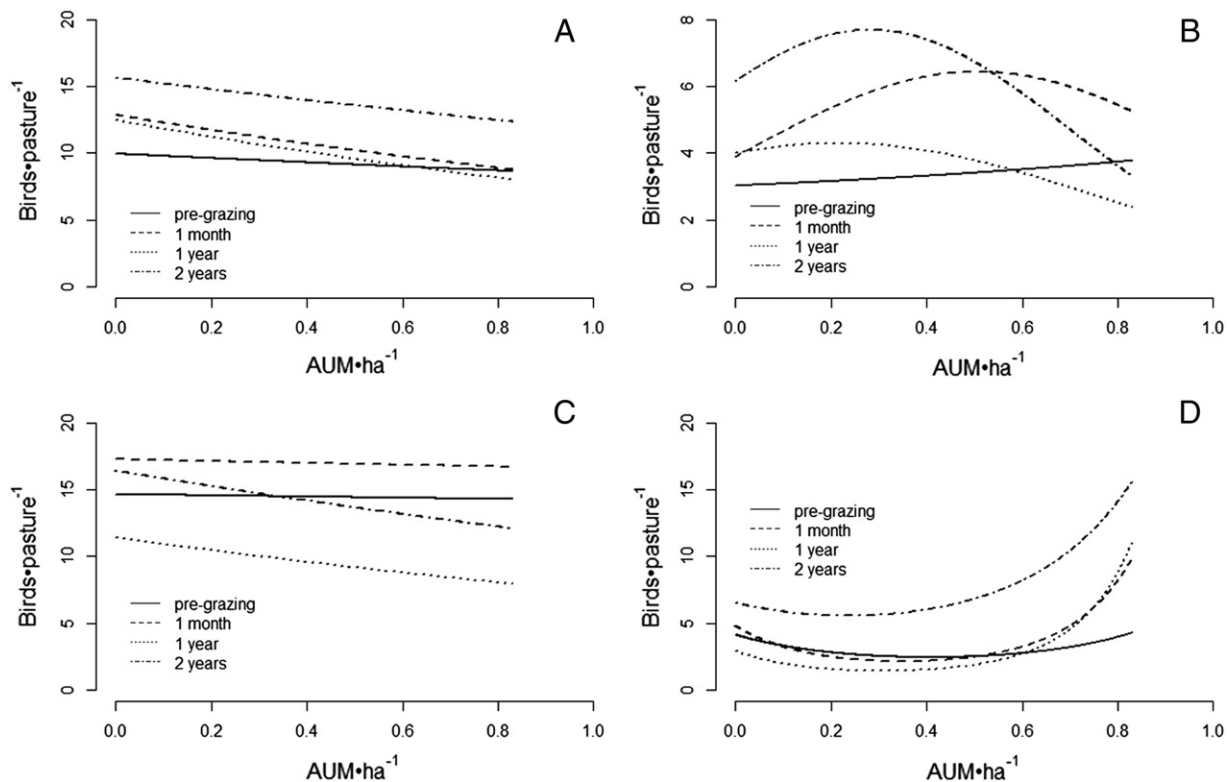 A
Birds•pasture⁻¹
20
15
10
5
0
pre-grazing
1 month
1 year
2 years
0.0 0.2 0.4 0.6 0.8 1.0
AUM•ha⁻¹
B
Birds•pasture⁻¹
8
6
4
2
0
pre-grazing
1 month
1 year
2 years
0.0 0.2 0.4 0.6 0.8 1.0
AUM•ha⁻¹
C
Birds•pasture⁻¹
20
15
10
5
0
pre-grazing
1 month
1 year
2 years
0.0 0.2 0.4 0.6 0.8 1.0
AUM•ha⁻¹
D
Birds•pasture⁻¹
20
15
10
5
0
pre-grazing
1 month
1 year
2 years
0.0 0.2 0.4 0.6 0.8 1.0
AUM•ha⁻¹